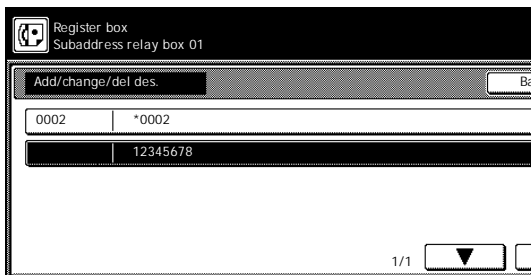 Register box
Subaddress relay box 01
Add/change/del des.
0002 *0002
12345678
1/1